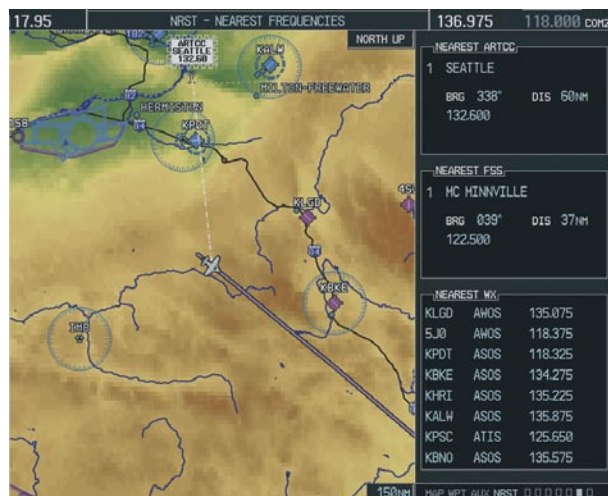 17.95
NRST – NEAREST FREQUENCIES
136.975
118.000 COM2
NORTH UP
ARTCC
SEATTLE
132.60
KALW
MILTON-FREEWATER
HERMISTON
84
KPDT
KLGD
84
KBKE
IMB
150NM
NEAREST ARTCC
1 SEATTLE
BRG 338° DIS 60NM
132.600
NEAREST FSS
1 MC MINNVILLE
BRG 039° DIS 37NM
122.500
NEAREST WX
KLGD AWOS 135.075
5J0 AWOS 118.375
KPDT ASOS 118.325
KBKE ASOS 134.275
KHRI ASOS 135.225
KALW ASOS 135.875
KPSC ATIS 125.650
KBNO ASOS 135.575
MAP WPT AUX NRST